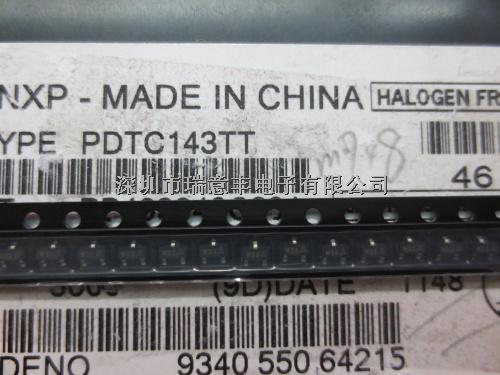 NXP - MADE IN CHINA HALOGEN FR
YPE PDTC143TT
46
深圳市瑞意丰电子有限公司
(9D)DATE 1148
DENO 9340 550 64215